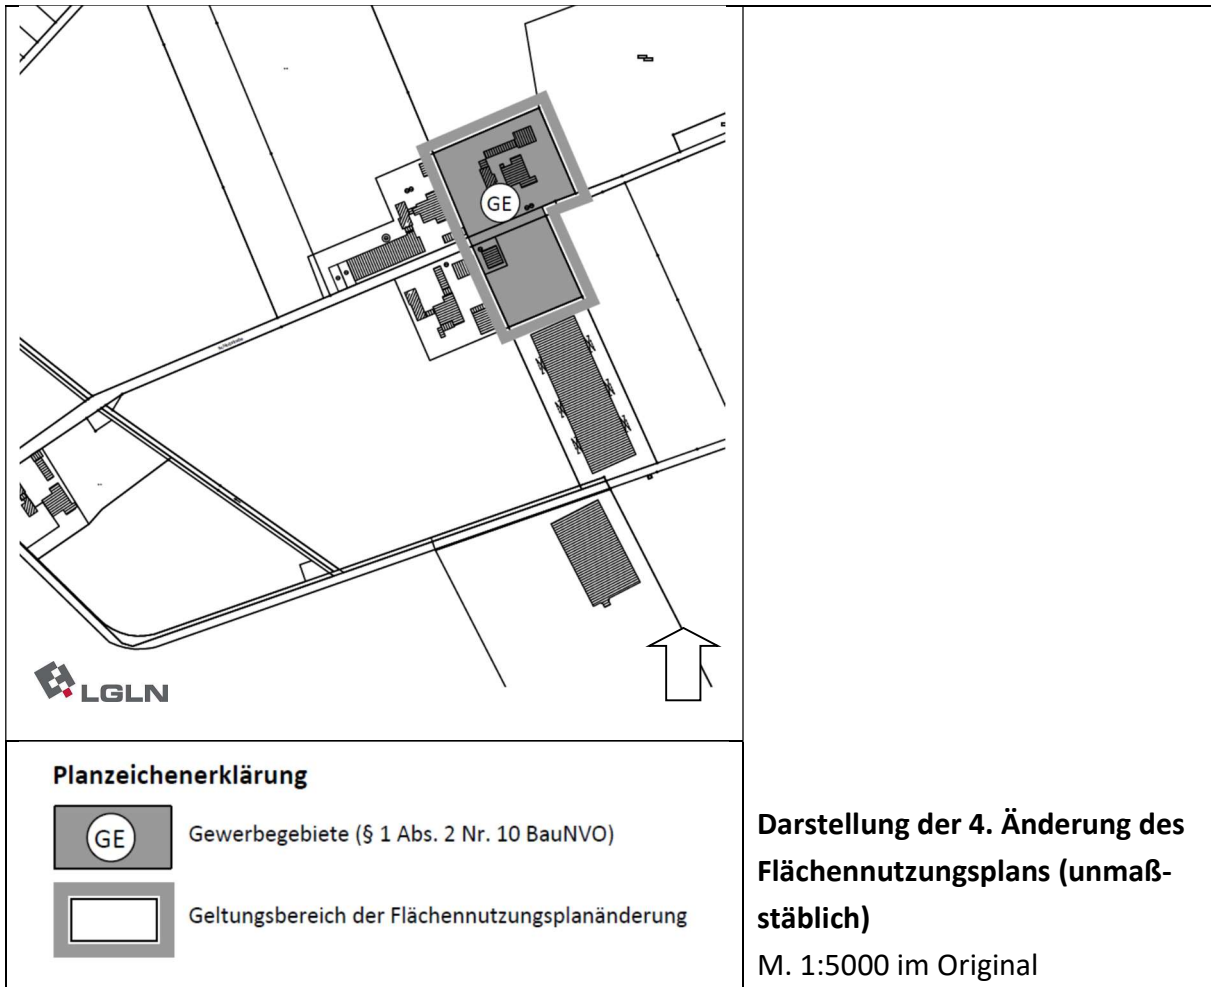 GE
LGLN
Planzeichenerklärung
GE
Gewerbegebiete (§ 1 Abs. 2 Nr. 10 BauNVO)
Geltungsbereich der Flächennutzungsplanänderung
Darstellung der 4. Änderung des
Flächennutzungsplans (unmaß-
stäblich)
M. 1:5000 im Original